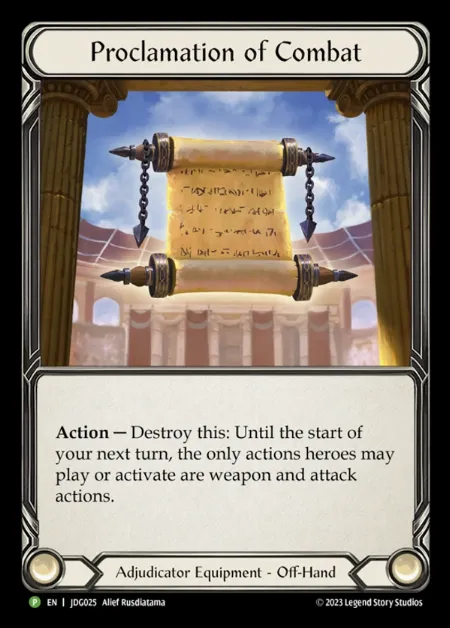 Proclamation of Combat
Action — Destroy this: Until the start of
your next turn, the only actions heroes may
play or activate are weapon and attack
actions.
Adjudicator Equipment - Off-Hand
P EN | JDG025 Alief Rusdiatama
© 2023 Legend Story Studios